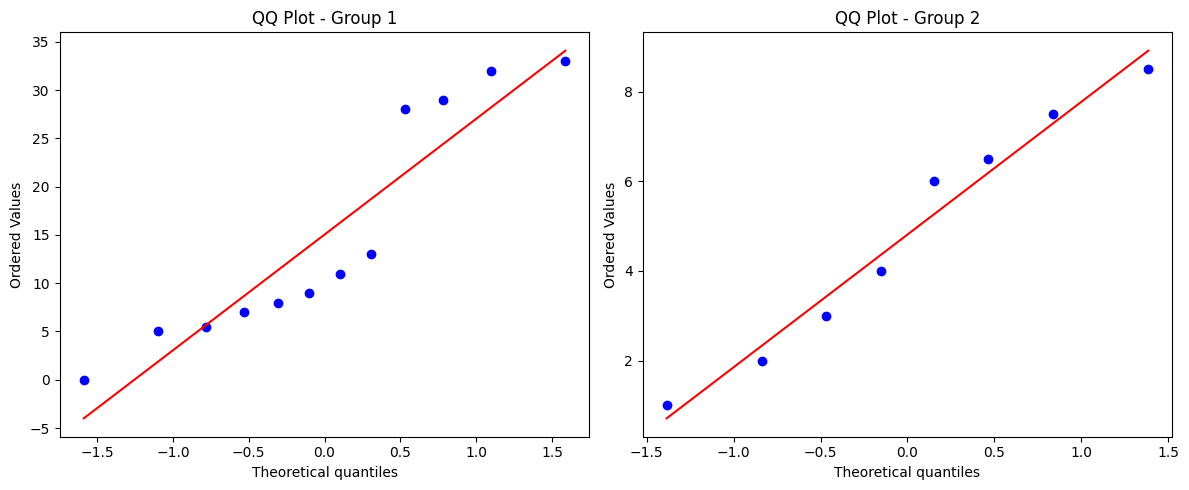 QQ Plot - Group 1
35
30
25
20
15
10
5
0
−5
Ordered Values
−1.5 −1.0 −0.5 0.0 0.5 1.0 1.5
Theoretical quantiles
QQ Plot - Group 2
8
6
4
2
Ordered Values
−1.5 −1.0 −0.5 0.0 0.5 1.0 1.5
Theoretical quantiles